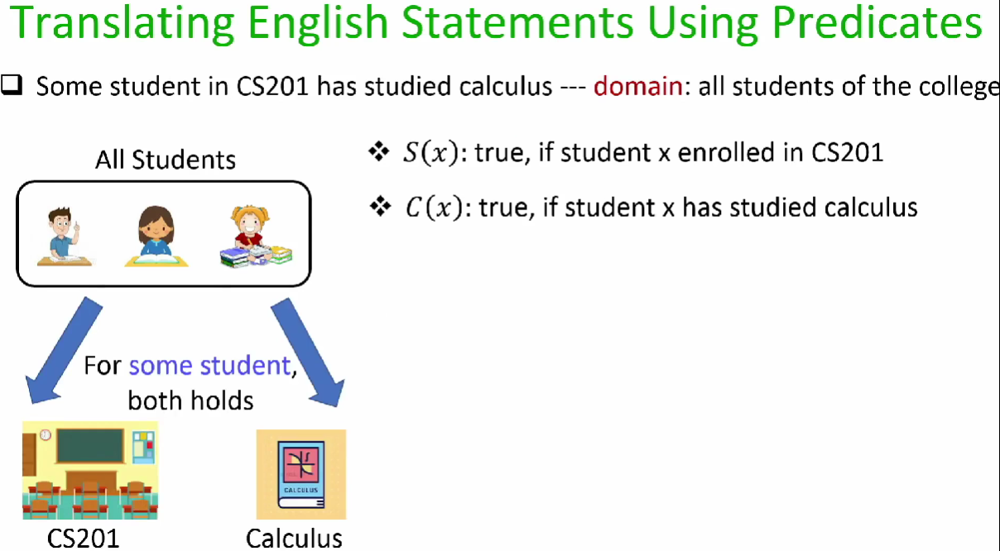 Translating English Statements Using Predicates
❑ Some student in CS201 has studied calculus --- domain: all students of the college
All Students
❖ S(x): true, if student x enrolled in CS201
❖ C(x): true, if student x has studied calculus
For some student,
both holds
CALCULUS
CS201
Calculus